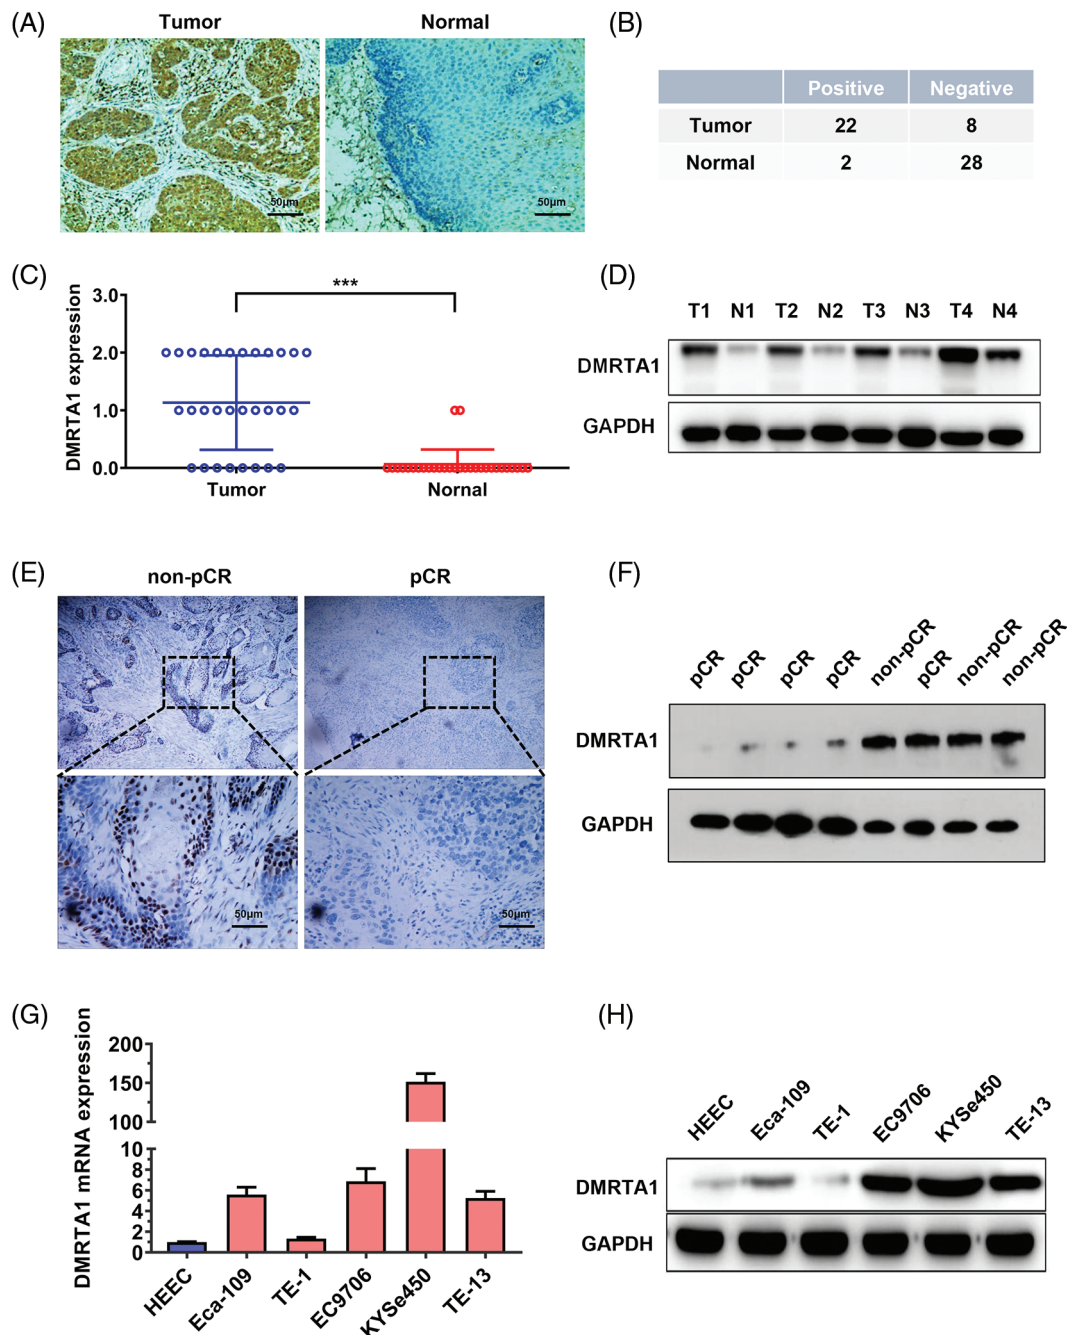 (A)
Tumor Normal
50µm 50µm
(B)
Positive Negative
Tumor 22 8
Normal 2 28
(C)
DMRTA1 expression
3.0
2.0
1.0
0.0
***
Tumor Nornal
(D)
T1 N1 T2 N2 T3 N3 T4 N4
DMRTA1
GAPDH
(E)
non-pCR pCR
50µm 50µm
(F)
pCR pCR pCR pCR non-pCR pCR non-pCR non-pCR
DMRTA1
GAPDH
(G)
DMRTA1 mRNA expression
200
150
100
10
8
6
4
2
0
HEEC Eca-109 TE-1 EC9706 KYSe450 TE-13
(H)
HEEC Eca-109 TE-1 EC9706 KYSe450 TE-13
DMRTA1
GAPDH